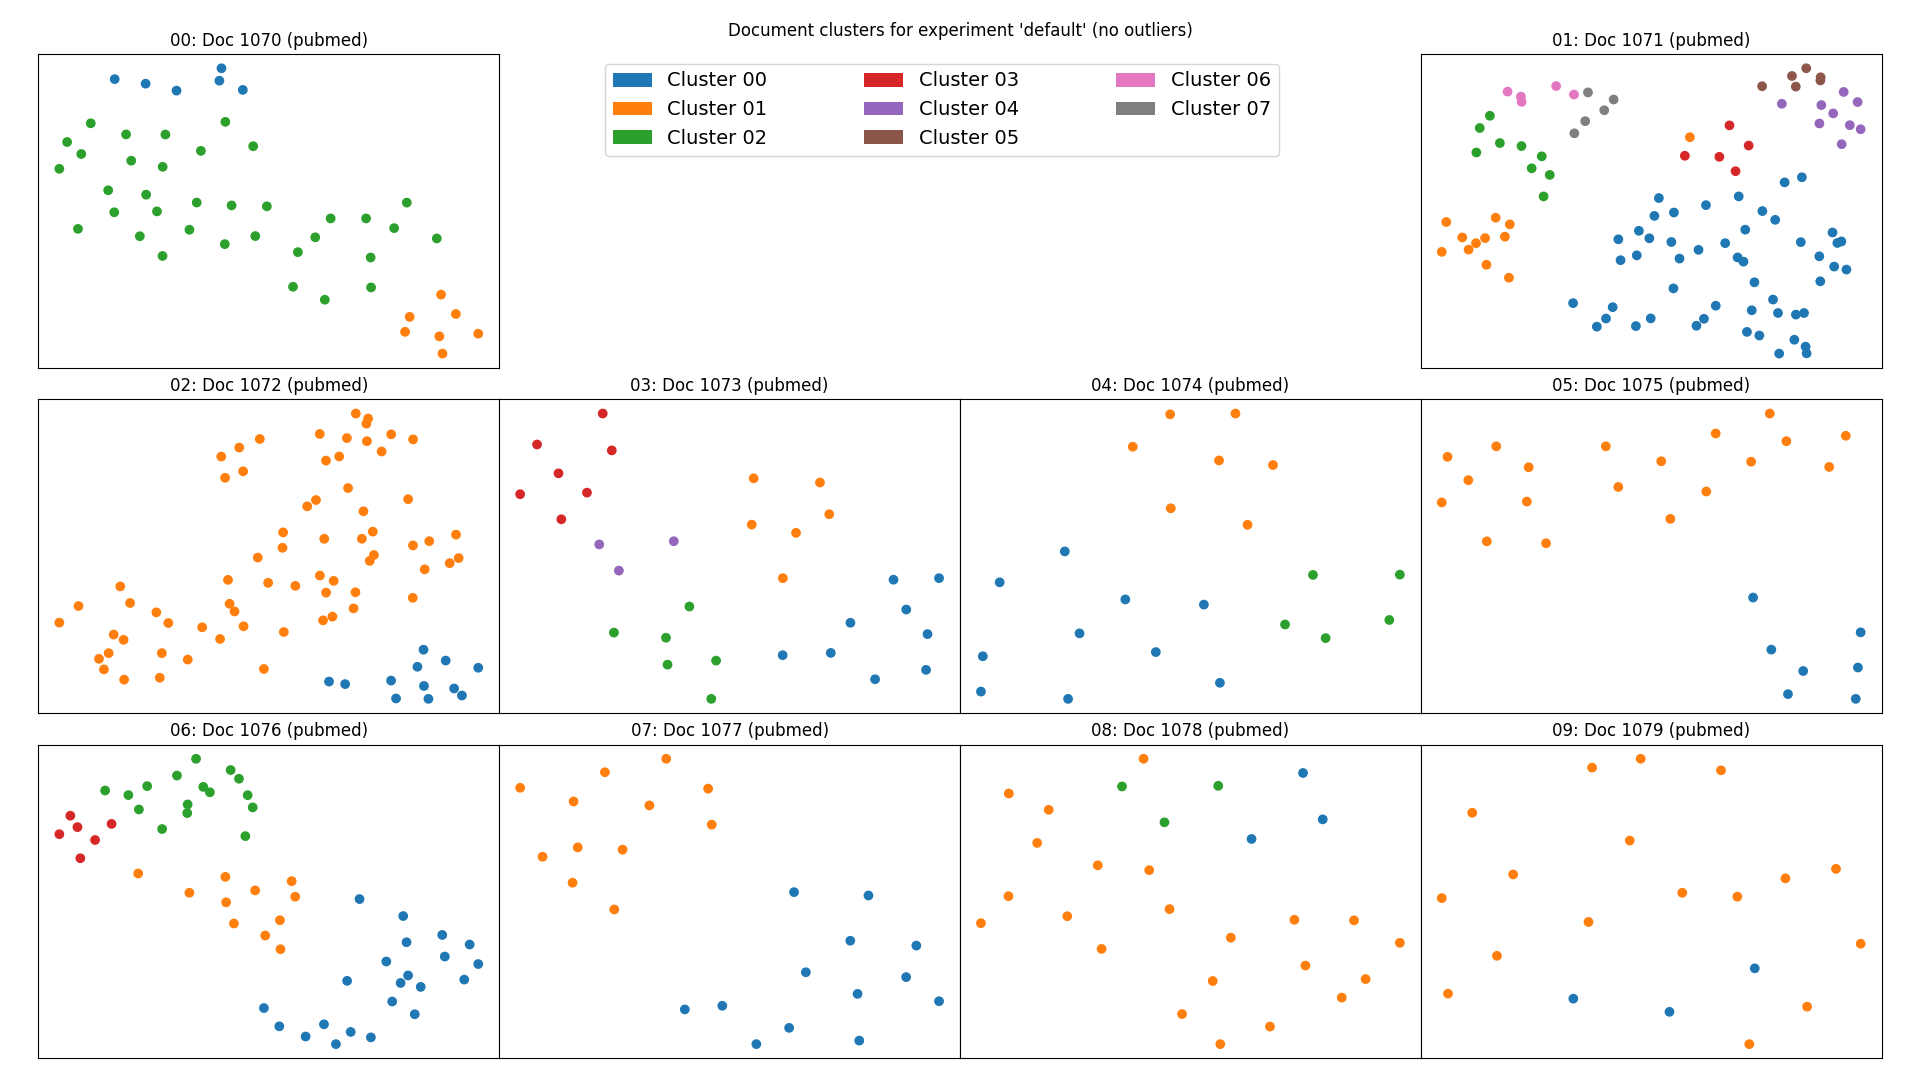 Document clusters for experiment 'default' (no outliers)
00: Doc 1070 (pubmed)
Cluster 00
Cluster 01
Cluster 02
Cluster 03
Cluster 04
Cluster 05
Cluster 06
Cluster 07
01: Doc 1071 (pubmed)
02: Doc 1072 (pubmed)
03: Doc 1073 (pubmed)
04: Doc 1074 (pubmed)
05: Doc 1075 (pubmed)
06: Doc 1076 (pubmed)
07: Doc 1077 (pubmed)
08: Doc 1078 (pubmed)
09: Doc 1079 (pubmed)